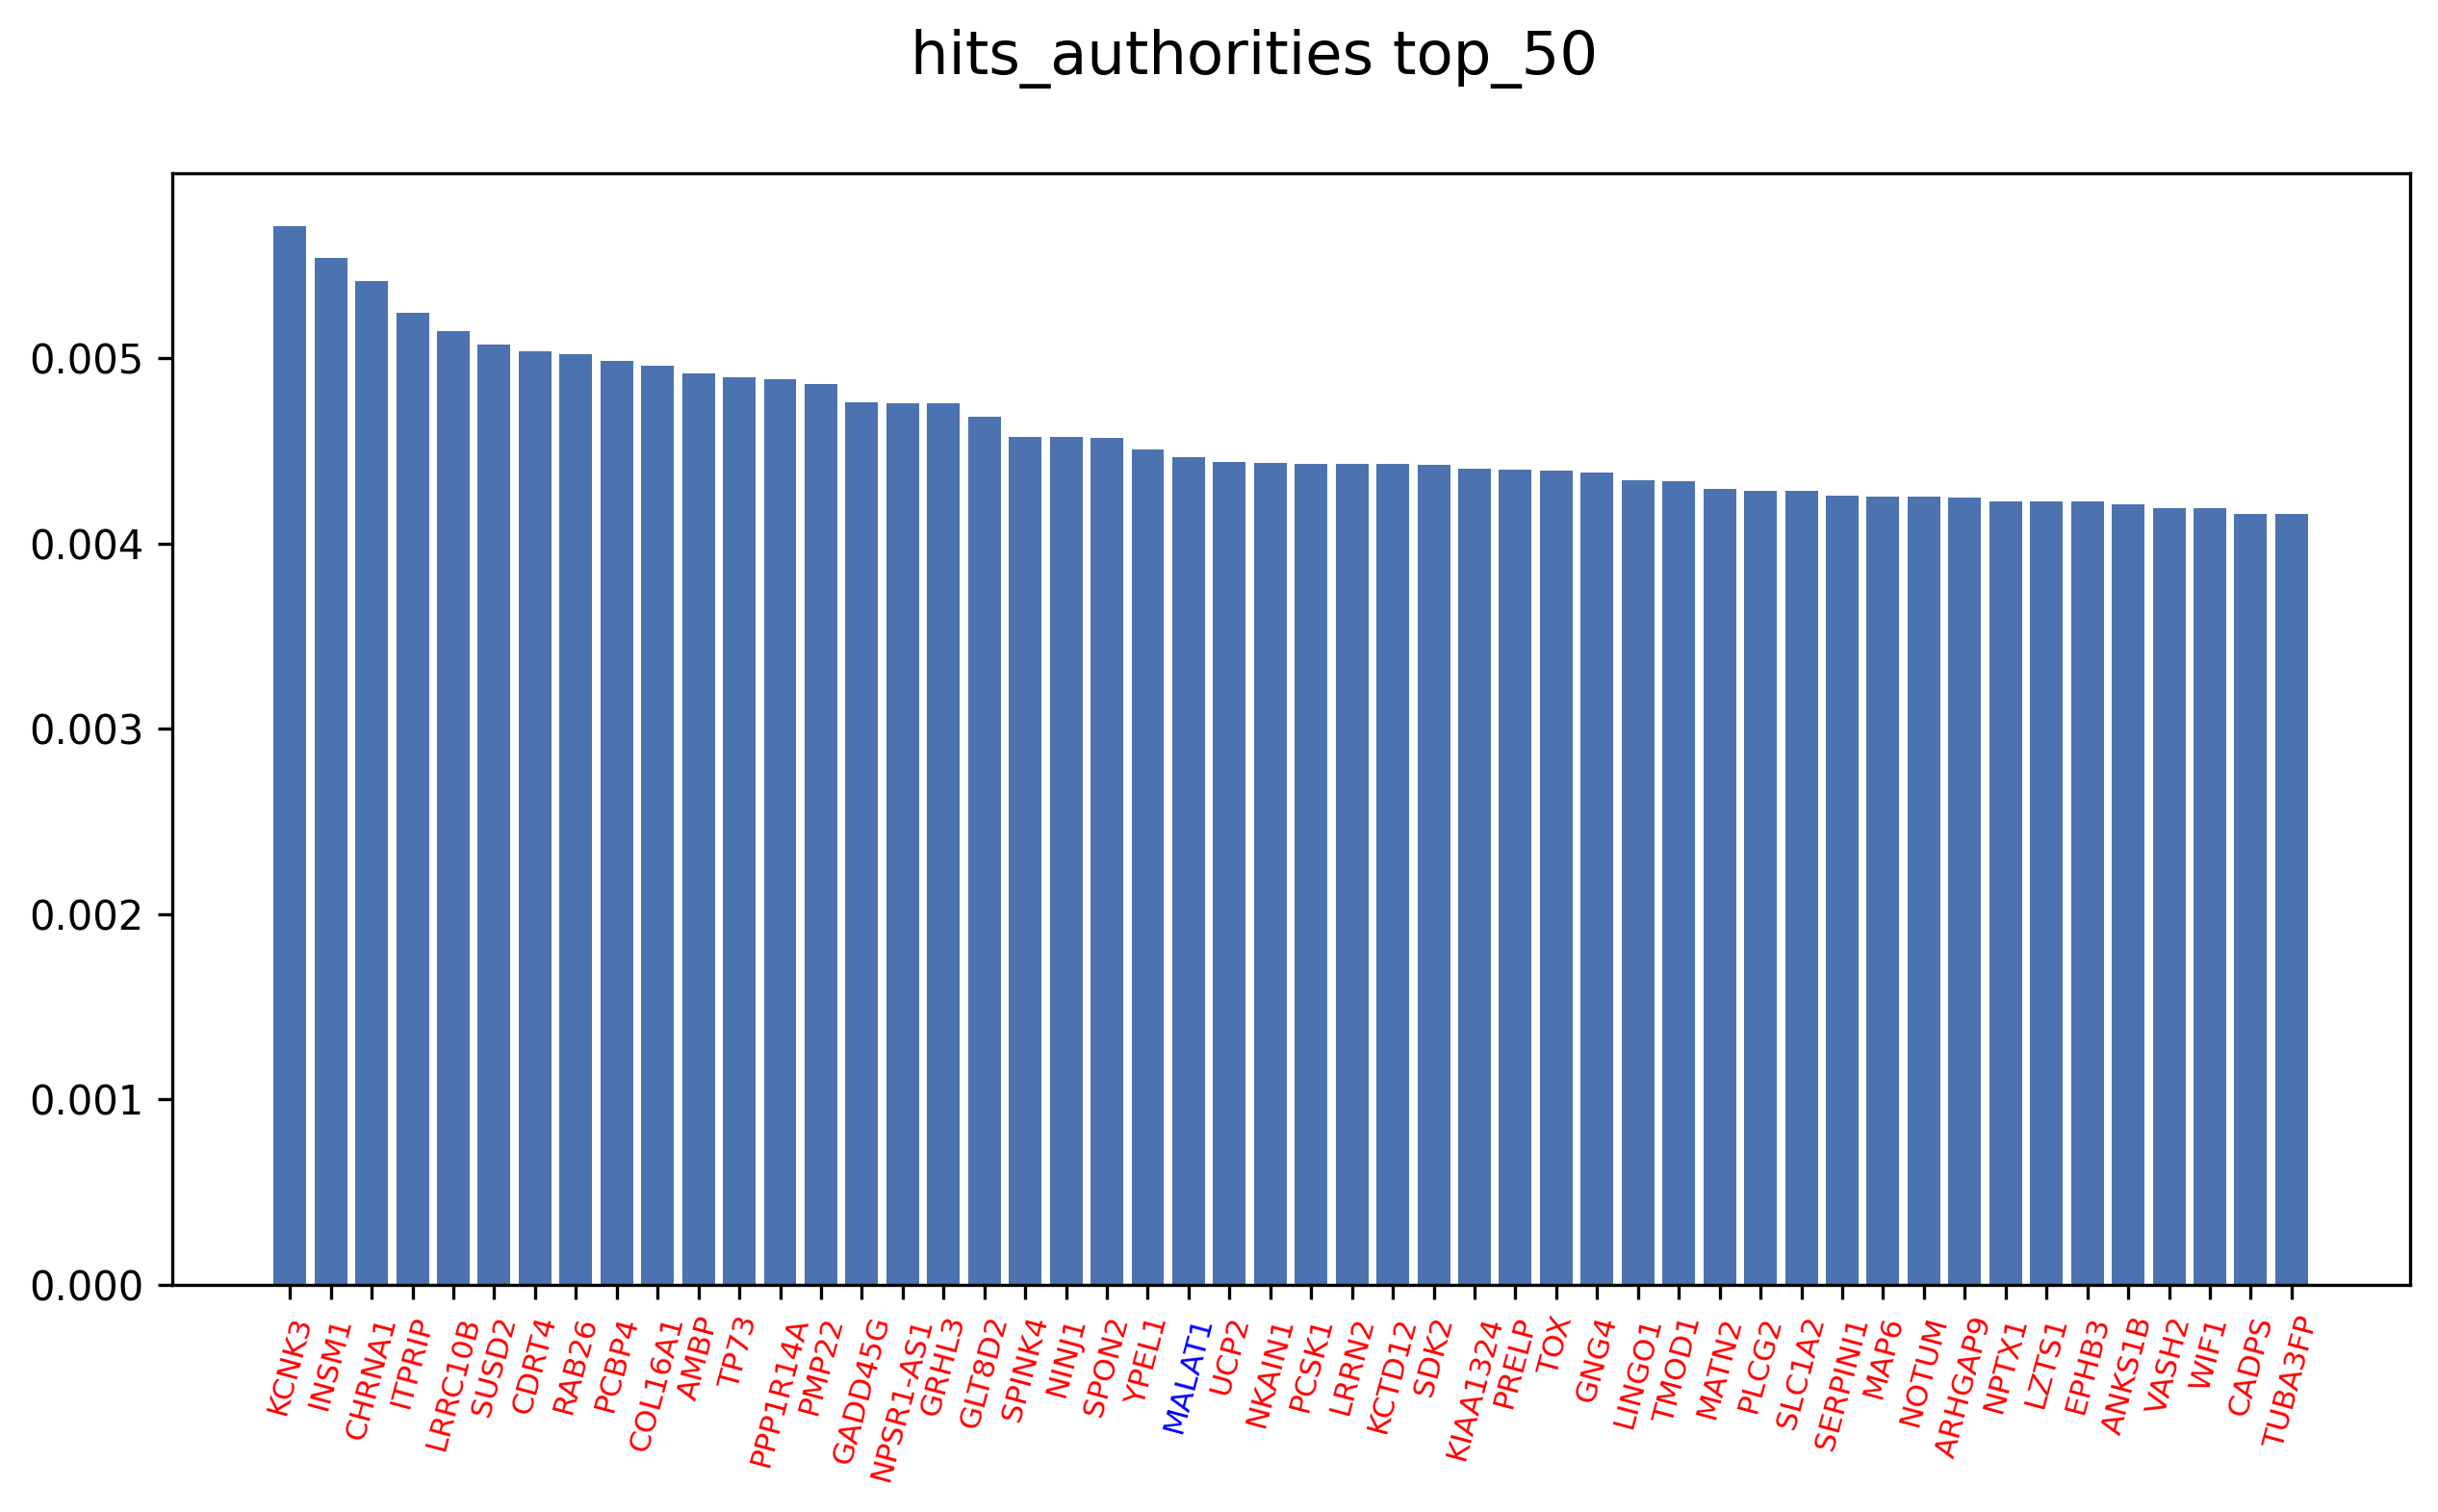 hits_authorities top_50
0.005
0.004
0.003
0.002
0.001
0.000
KCNK3
INSM1
CHRNA1
ITPRIP
LRRC10B
SUSD2
CDRT4
RAB26
PCBP4
COL16A1
AMBP
TP73
PPP1R14A
PMP22
GADD45G
NPSR1-AS1
GRHL3
GLT8D2
SPINK4
NINJ1
SPON2
YPEL1
MALAT1
UCP2
NKAIN1
PCSK1
LRRN2
KCTD12
SDK2
KIAA1324
PRELP
TOX
GNG4
LINGO1
TMOD1
MATN2
PLCG2
SLC1A2
SERPINI1
MAP6
NOTUM
ARHGAP9
NPTX1
LZTS1
EPHB3
ANKS1B
VASH2
WIF1
CADPS
TUBA3FP